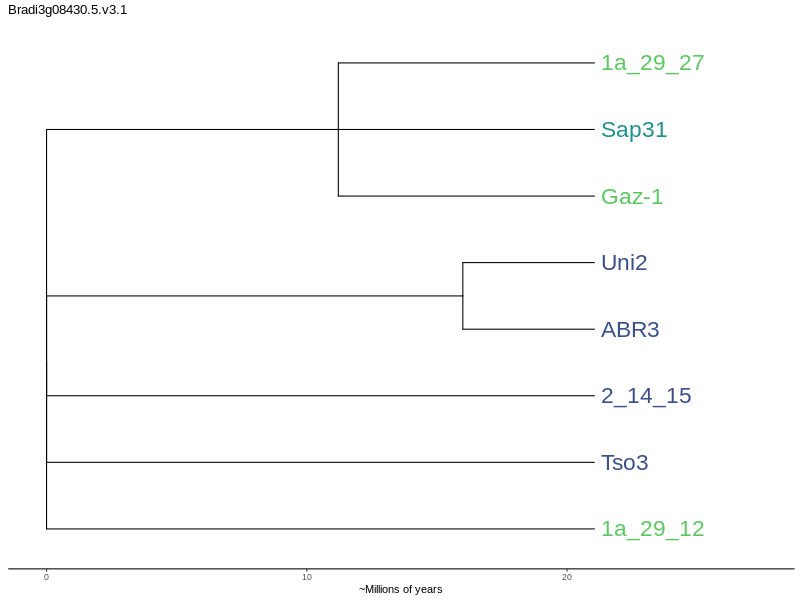 Bradi3g08430.5.v3.1
1a_29_27
Sap31
Gaz-1
Uni2
ABR3
2_14_15
Tso3
1a_29_12
0 10 20
~Millions of years